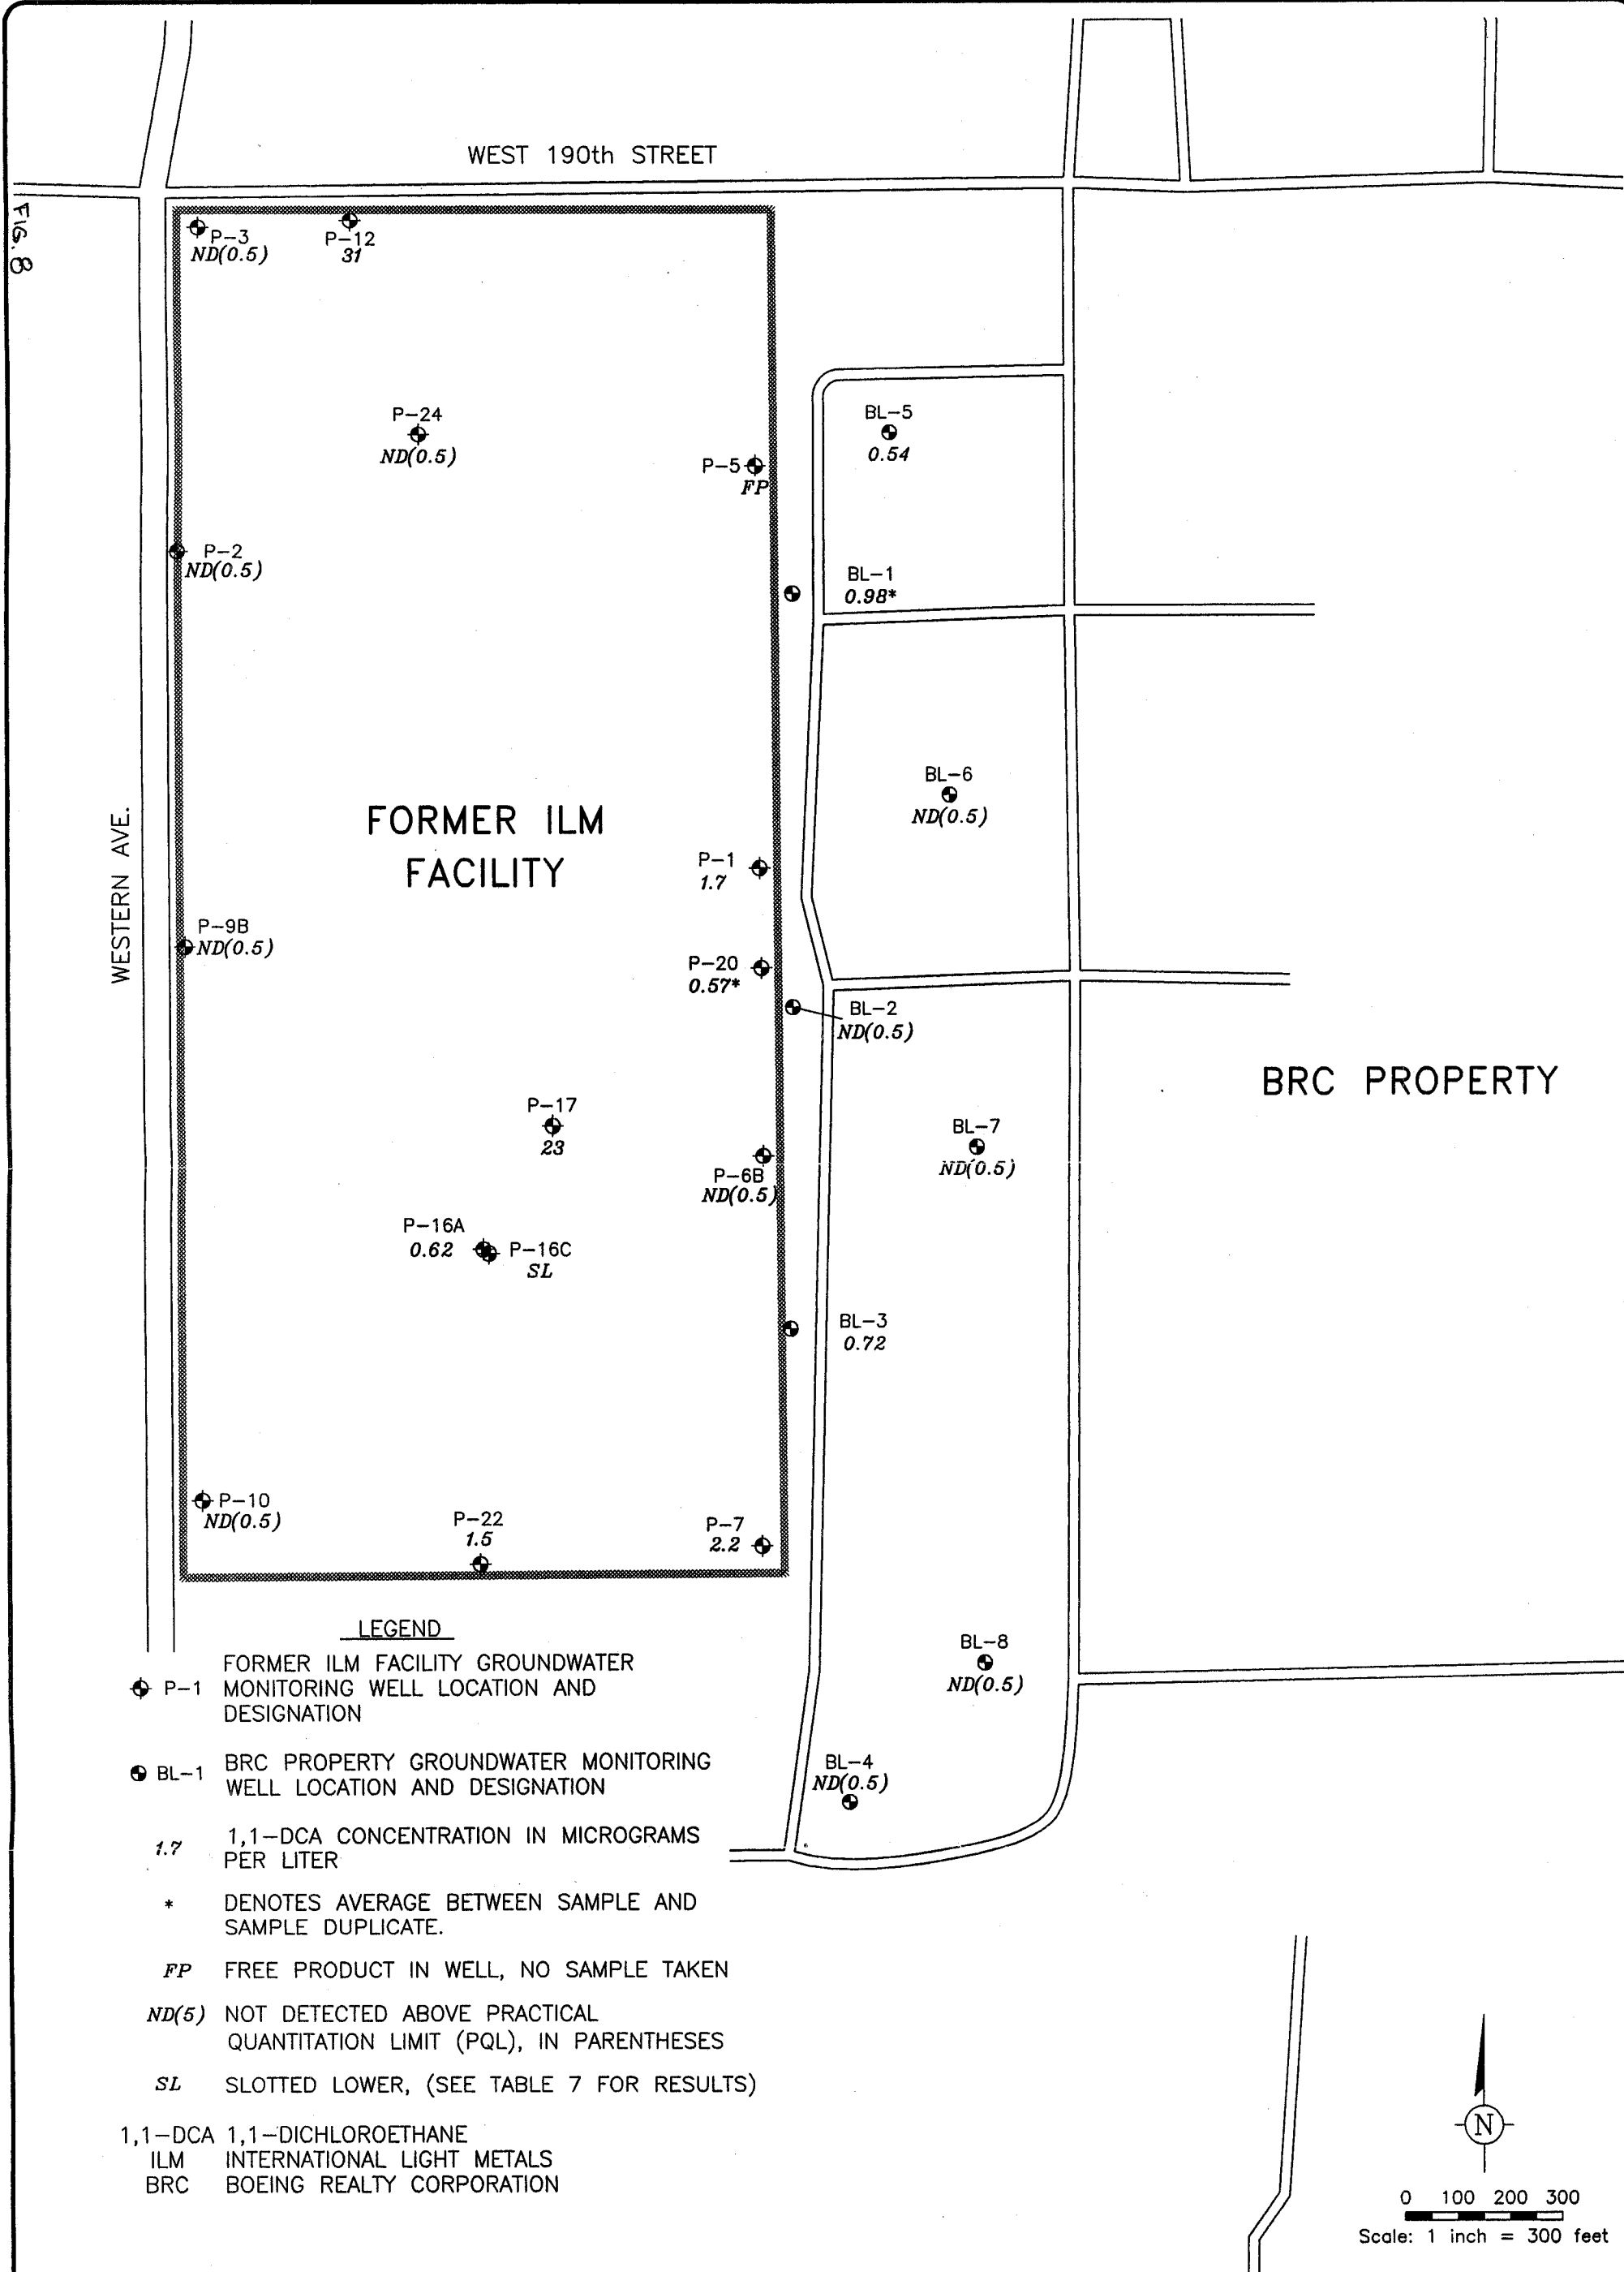 WEST 190th STREET
FIG. 8
P-3
ND(0.5)
P-12
31
P-24
ND(0.5)
P-5
FP
BL-5
0.54
P-2
ND(0.5)
BL-1
0.98*
BL-6
ND(0.5)
FORMER ILM
FACILITY
WESTERN AVE.
P-1
1.7
P-9B
ND(0.5)
P-20
0.57*
BL-2
ND(0.5)
BRC PROPERTY
P-17
23
BL-7
ND(0.5)
P-6B
ND(0.5)
P-16A
0.62
P-16C
SL
BL-3
0.72
P-10
ND(0.5)
P-22
1.5
P-7
2.2
BL-8
ND(0.5)
BL-4
ND(0.5)
LEGEND
P-1 FORMER ILM FACILITY GROUNDWATER
MONITORING WELL LOCATION AND
DESIGNATION
BL-1 BRC PROPERTY GROUNDWATER MONITORING
WELL LOCATION AND DESIGNATION
1.7 1,1-DCA CONCENTRATION IN MICROGRAMS
PER LITER
* DENOTES AVERAGE BETWEEN SAMPLE AND
SAMPLE DUPLICATE.
FP FREE PRODUCT IN WELL, NO SAMPLE TAKEN
ND(5) NOT DETECTED ABOVE PRACTICAL
QUANTITATION LIMIT (PQL), IN PARENTHESES
SL SLOTTED LOWER, (SEE TABLE 7 FOR RESULTS)
1,1-DCA 1,1-DICHLOROETHANE
ILM INTERNATIONAL LIGHT METALS
BRC BOEING REALTY CORPORATION
N
0 100 200 300
Scale: 1 inch = 300 feet